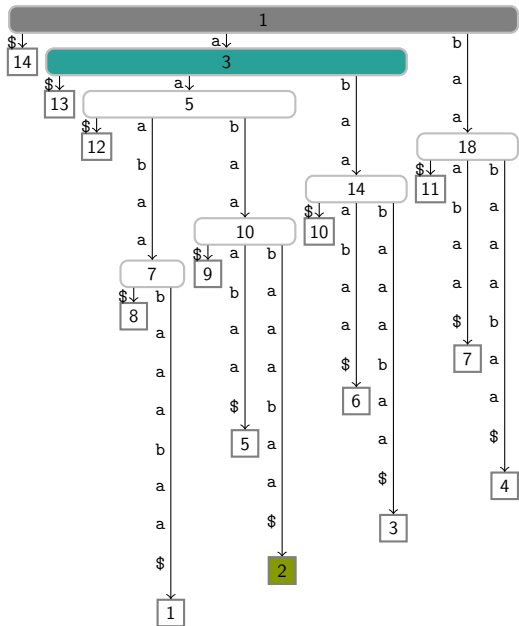 1
$ a b
14 3
$ a b a
13 5
$ a b a a
12 18
b a a $ a b
14 11
a a $ a b b a
10 10
a $ a b b a a a
7 9
$ b b a a a a a
8
a a a a a $ b
7
a a a $ b a
6
a $ b a a
5
b a a $
4
a a $
3
a $
2
$
1